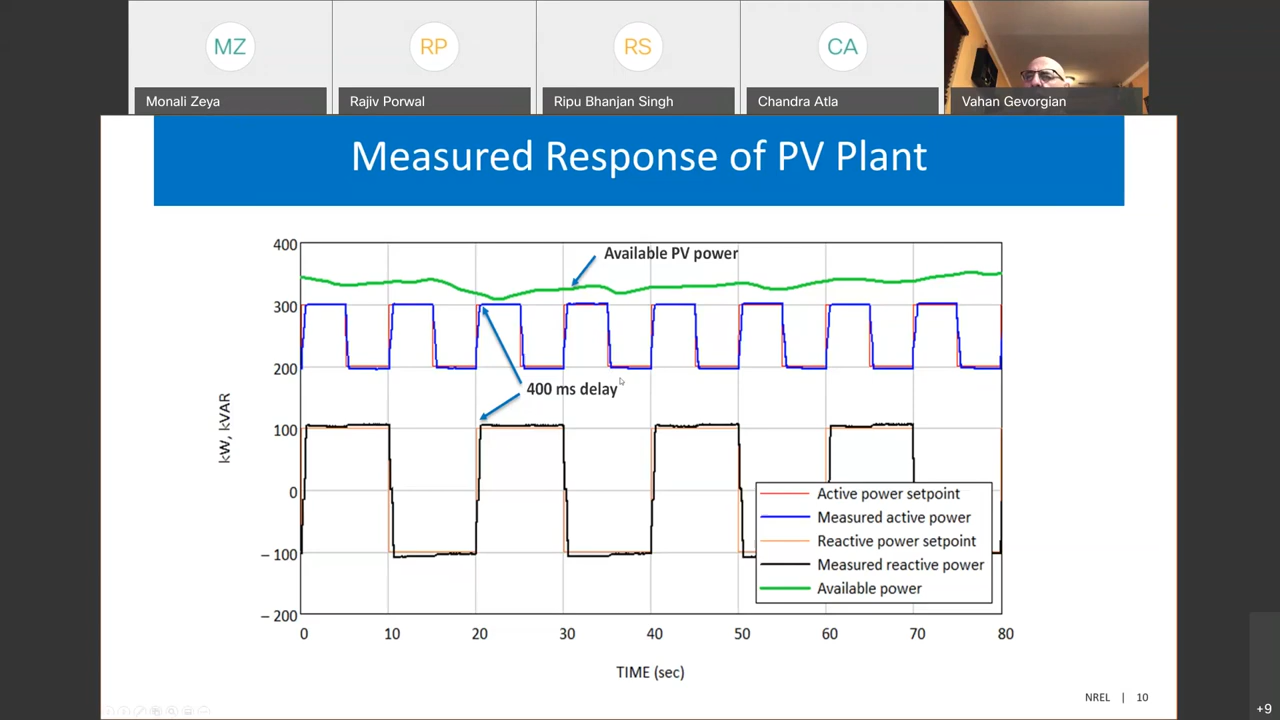 MZ
RP
RS
CA
Monali Zeya
Rajiv Porwal
Ripu Bhanjan Singh
Chandra Atla
Vahan Gevorgian
Measured Response of PV Plant
400
Available PV power
300
200
400 ms delay
kW, kVAR
100
0
– 100
– 200
Active power setpoint
Measured active power
Reactive power setpoint
Measured reactive power
Available power
0 10 20 30 40 50 60 70 80
TIME (sec)
NREL | 10
+9